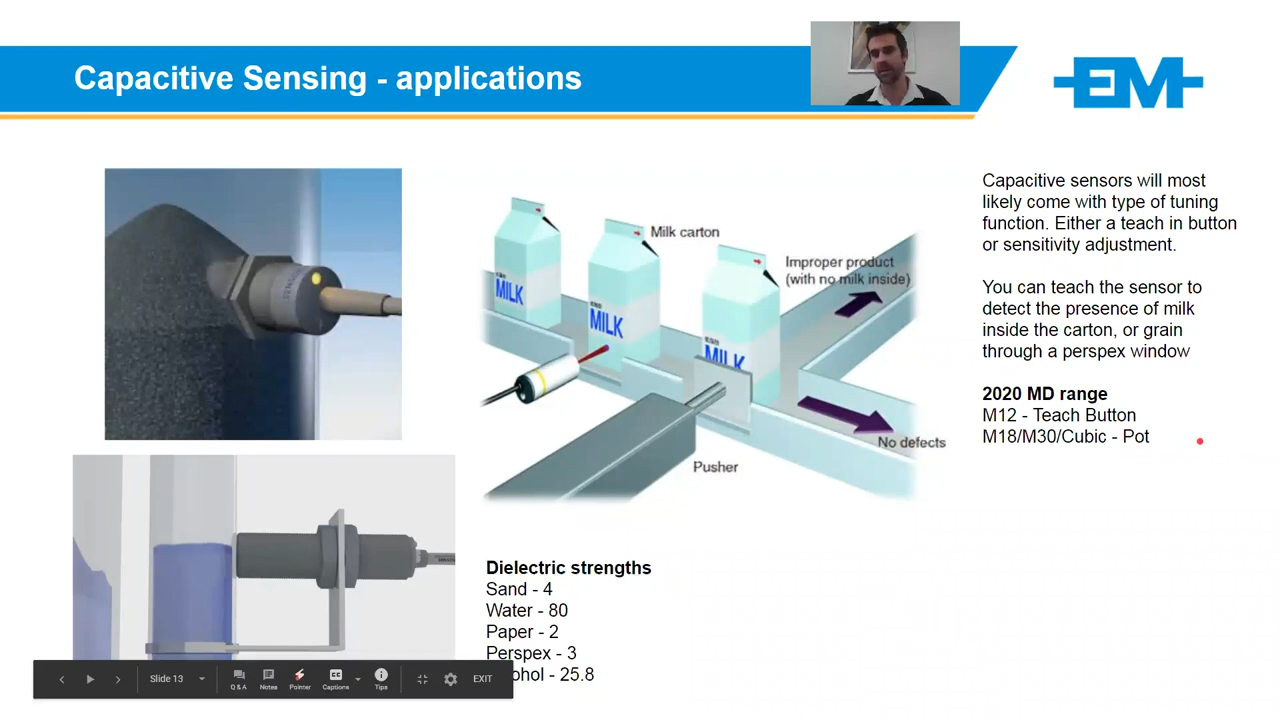 Capacitive Sensing - applications
EM
Capacitive sensors will most
likely come with type of tuning
function. Either a teach in button
or sensitivity adjustment.
You can teach the sensor to
detect the presence of milk
inside the carton, or grain
through a perspex window
2020 MD range
M12 - Teach Button
M18/M30/Cubic - Pot
Milk carton
Improper product
(with no milk inside)
MILK
MILK
MILK
No defects
Pusher
Dielectric strengths
Sand - 4
Water - 80
Paper - 2
Perspex - 3
ohol - 25.8
Slide 13
Q & A
Notes
Pointer
CC
Captions
Tips
EXIT